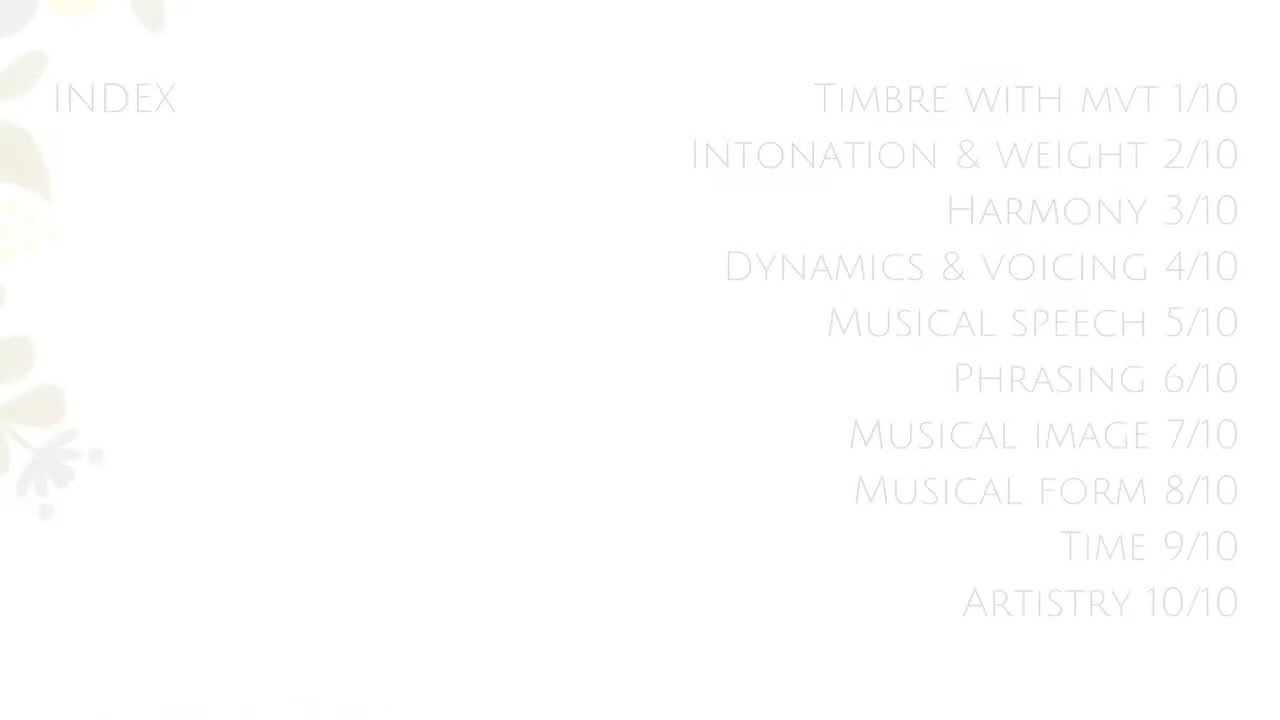 INDEX
Timbre with mvt 1/10
Intonation & weight 2/10
Harmony 3/10
Dynamics & voicing 4/10
Musical speech 5/10
Phrasing 6/10
Musical image 7/10
Musical form 8/10
Time 9/10
Artistry 10/10